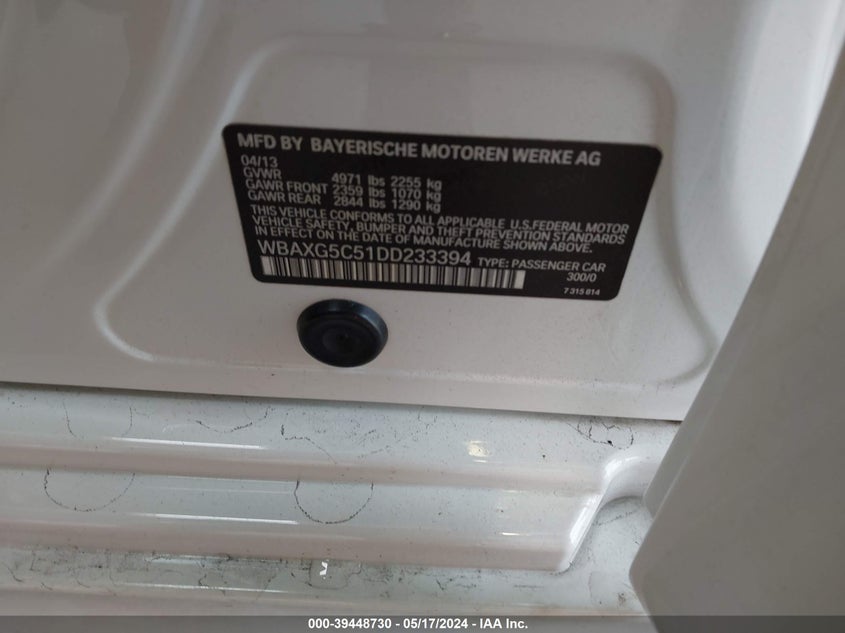 MFD BY BAYERISCHE MOTOREN WERKE AG
04/13
GVWR 4971 lbs 2255 kg
GAWR FRONT 2359 lbs 1070 kg
GAWR REAR 2844 lbs 1290 kg
THIS VEHICLE CONFORMS TO ALL APPLICABLE U.S.FEDERAL MOTOR
VEHICLE SAFETY, BUMPER AND THEFT PREVENTION STANDARDS
IN EFFECT ON THE DATE OF MANUFACTURE SHOWN ABOVE.
WBAXG5C51DD233394 TYPE: PASSENGER CAR
300/0
7 315 814
000-39448730 - 05/17/2024 - IAA Inc.